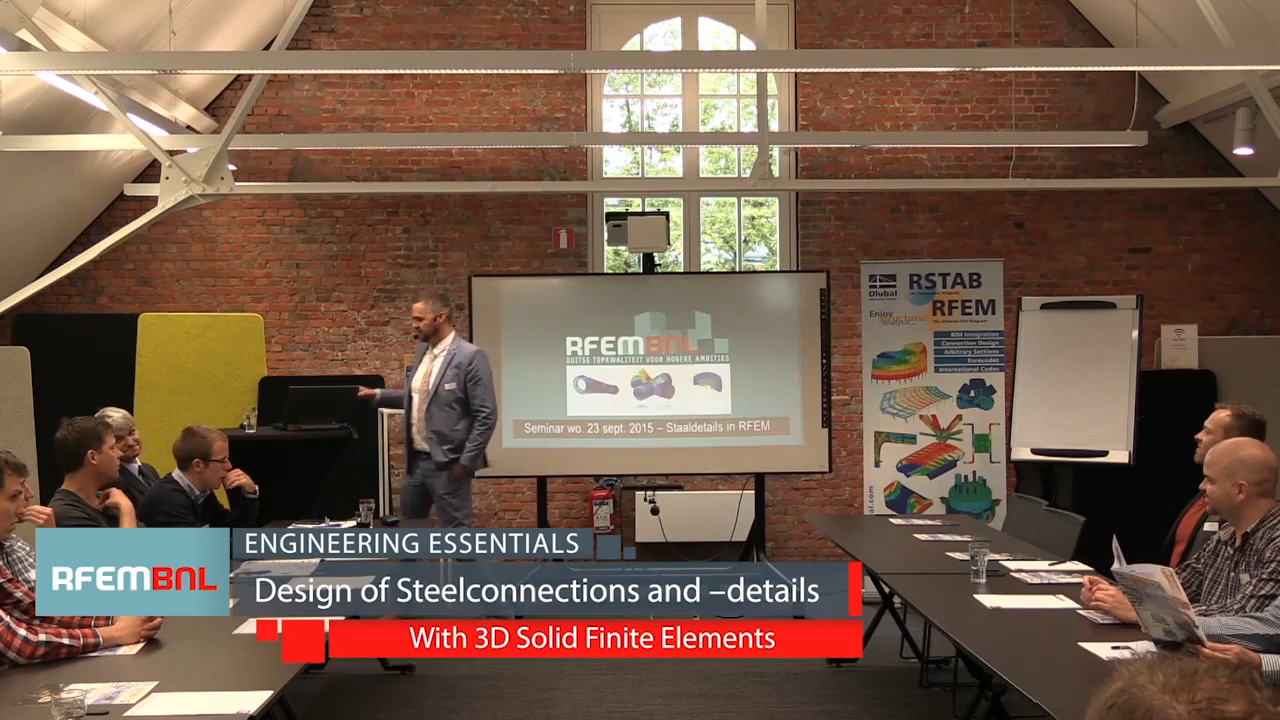 RFEMBNL
DUITSE TOPKWALITEIT VOOR HOGERE AMBITIES
Seminar wo. 23 sept. 2015 – Staaldetails in RFEM
Dlubal
RSTAB
RFEM
Enjoy
Structural
BIM Integration
Connection Design
Arbitrary Sections
Eurocodes
International Codes
RFEMBNL
ENGINEERING ESSENTIALS
Design of Steelconnections and –details
With 3D Solid Finite Elements